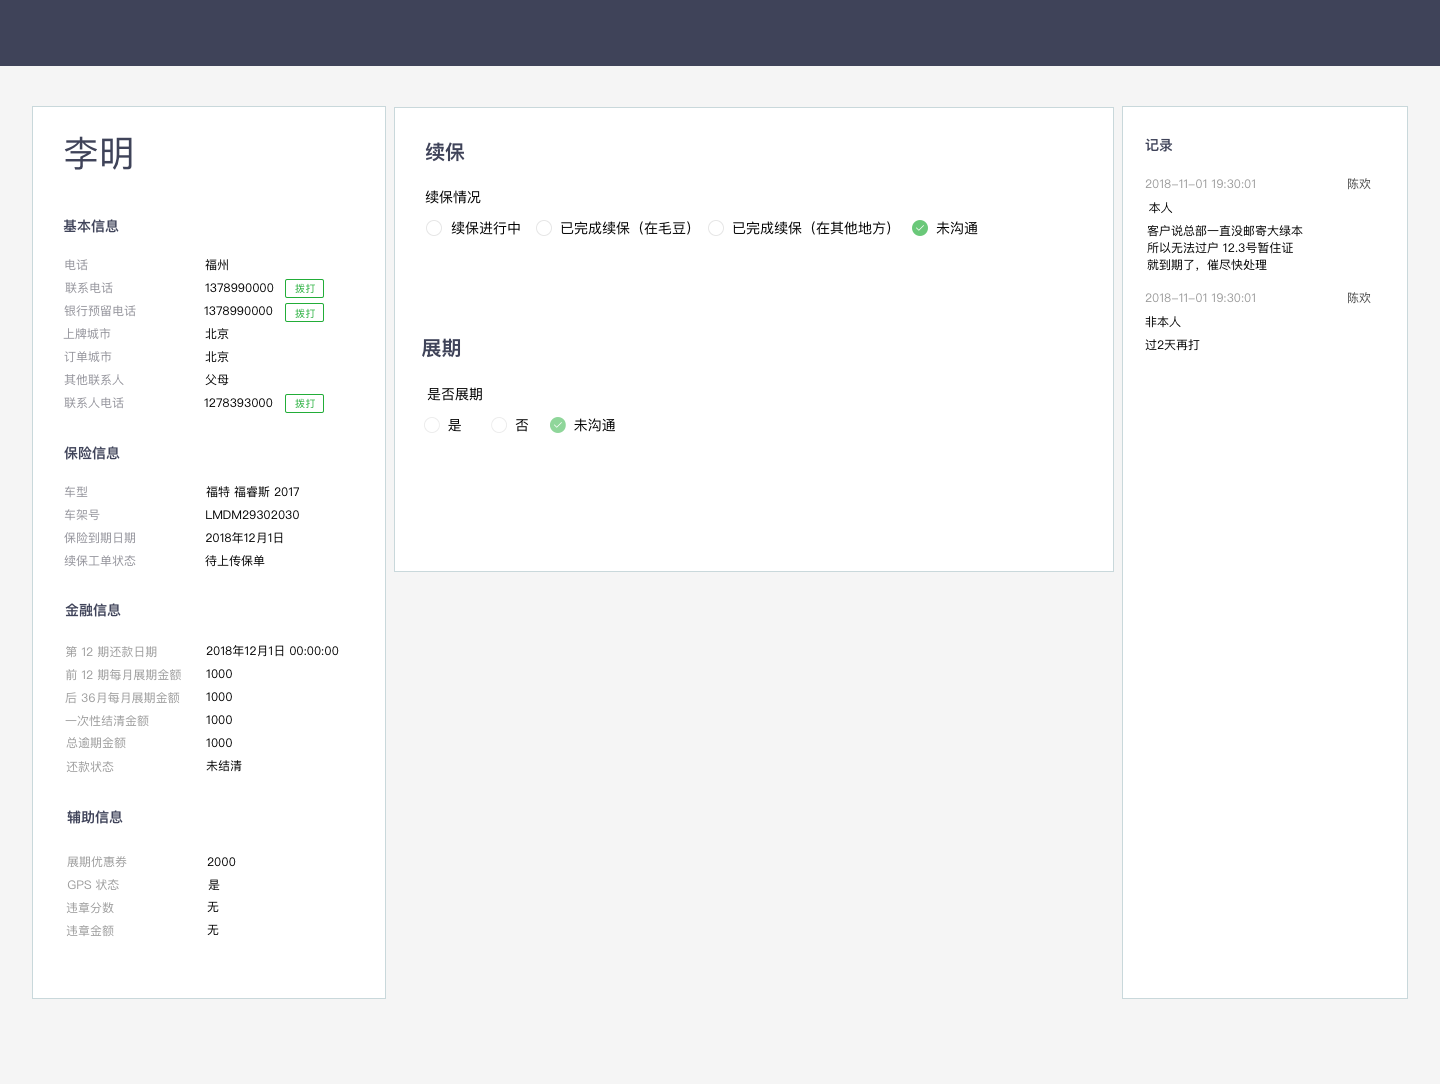 李明
基本信息
电话 福州
联系电话 1378990000 拨打
银行预留电话 1378990000 拨打
上牌城市 北京
订单城市 北京
其他联系人 父母
联系人电话 1278393000 拨打
保险信息
车型 福特 福睿斯 2017
车架号 LMDM29302030
保险到期日期 2018年12月1日
续保工单状态 待上传保单
金融信息
第 12 期还款日期 2018年12月1日 00:00:00
前 12 期每月展期金额 1000
后 36月每月展期金额 1000
一次性结清金额 1000
总逾期金额 1000
还款状态 未结清
辅助信息
展期优惠券 2000
GPS 状态 是
违章分数 无
违章金额 无
续保
续保情况
续保进行中 已完成续保（在毛豆） 已完成续保（在其他地方） 未沟通
展期
是否展期
是 否 未沟通
记录
2018-11-01 19:30:01 陈欢
本人
客户说总部一直没邮寄大绿本
所以无法过户 12.3号暂住证
就到期了，催尽快处理
2018-11-01 19:30:01 陈欢
非本人
过2天再打